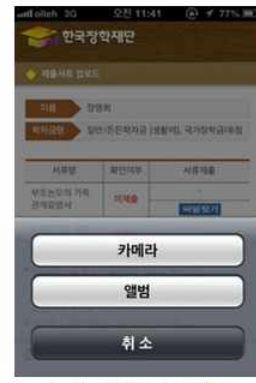 olleh 3G 오전 11:41 77%
한국장학재단
제출서류 업로드
이름 장영희
학자금명 일반/든든학자금 (생활비), 국가장학금Ⅰ유형
서류명 확인여부 서류제출
부모논오의 가족 미제출 -
관계증명서 파일찾기
카메라
앨범
취소